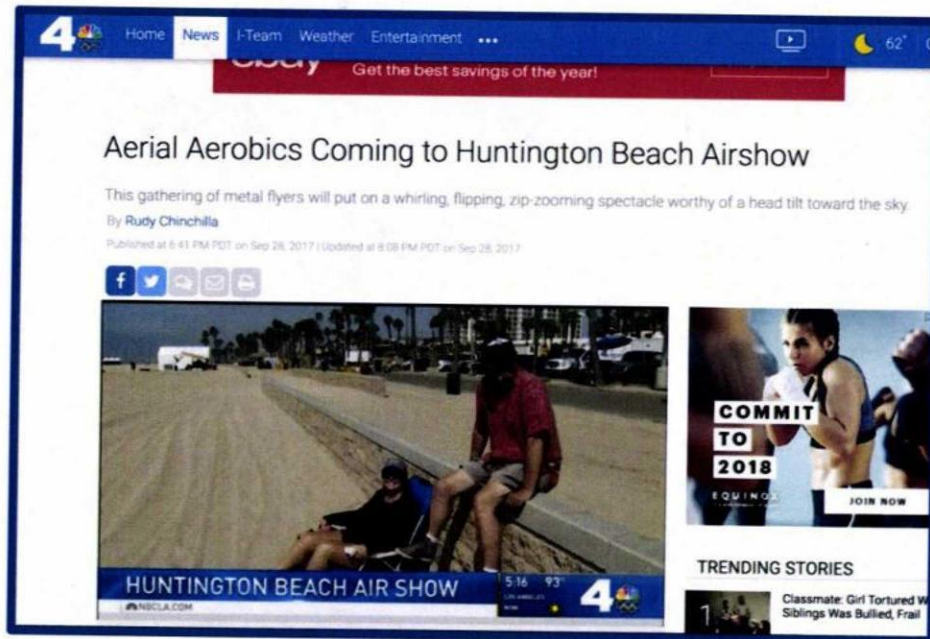 4 Home News I-Team Weather Entertainment ••• 62°
ebay Get the best savings of the year!
Aerial Aerobics Coming to Huntington Beach Airshow
This gathering of metal flyers will put on a whirling, flipping, zip-zooming spectacle worthy of a head tilt toward the sky.
By Rudy Chinchilla
Published at 6:41 PM PDT on Sep 28, 2017 | Updated at 8:08 PM PDT on Sep 28, 2017
HUNTINGTON BEACH AIR SHOW
NBCLA.COM
5:16 93°
LOS ANGELES
NOW
4
COMMIT
TO
2018
EQUINOX
JOIN NOW
TRENDING STORIES
1
Classmate: Girl Tortured W
Siblings Was Bullied, Frail